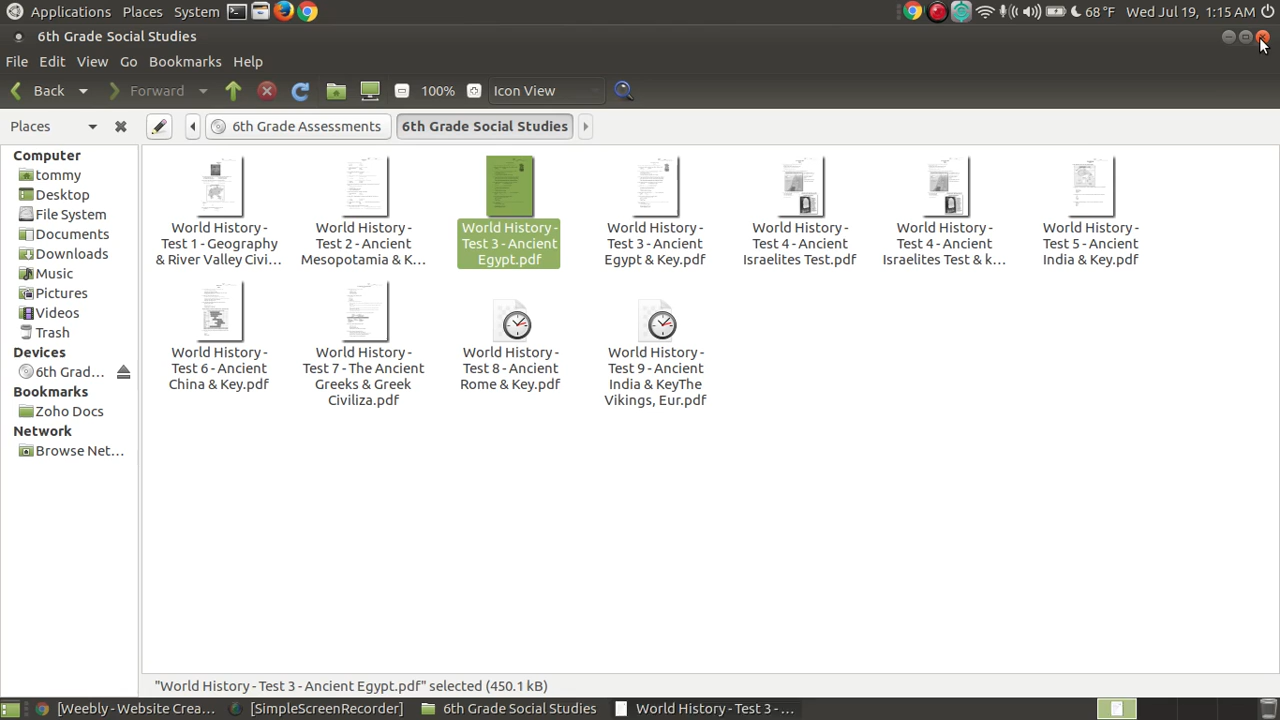 Applications Places System 68 °F Wed Jul 19, 1:15 AM
6th Grade Social Studies
File Edit View Go Bookmarks Help
Back Forward 100% Icon View
Places 6th Grade Assessments 6th Grade Social Studies
Computer
tommy
Desktop
File System
Documents
Downloads
Music
Pictures
Videos
Trash
Devices
6th Grad...
Bookmarks
Zoho Docs
Network
Browse Net...
World History -
Test 1 - Geography
& River Valley Civi...
World History -
Test 2 - Ancient
Mesopotamia & K...
World History -
Test 3 - Ancient
Egypt.pdf
World History -
Test 3 - Ancient
Egypt & Key.pdf
World History -
Test 4 - Ancient
Israelites Test.pdf
World History -
Test 4 - Ancient
Israelites Test & k...
World History -
Test 5 - Ancient
India & Key.pdf
World History -
Test 6 - Ancient
China & Key.pdf
World History -
Test 7 - The Ancient
Greeks & Greek
Civiliza.pdf
World History -
Test 8 - Ancient
Rome & Key.pdf
World History -
Test 9 - Ancient
India & KeyThe
Vikings, Eur.pdf
"World History - Test 3 - Ancient Egypt.pdf" selected (450.1 kB)
[Weebly - Website Crea... [SimpleScreenRecorder] 6th Grade Social Studies World History - Test 3 - ...